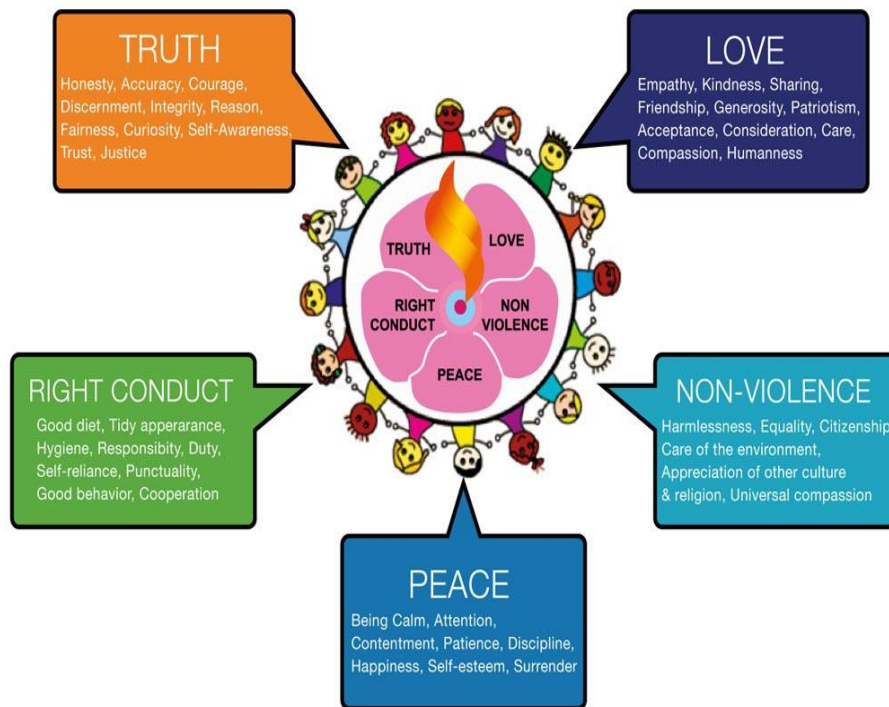 TRUTH
Honesty, Accuracy, Courage,
Discernment, Integrity, Reason,
Fairness, Curiosity, Self-Awareness,
Trust, Justice
LOVE
Empathy, Kindness, Sharing,
Friendship, Generosity, Patriotism,
Acceptance, Consideration, Care,
Compassion, Humanness
TRUTH
LOVE
RIGHT
CONDUCT
NON
VIOLENCE
PEACE
RIGHT CONDUCT
Good diet, Tidy apperarance,
Hygiene, Responsibity, Duty,
Self-reliance, Punctuality,
Good behavior, Cooperation
NON-VIOLENCE
Harmlessness, Equality, Citizenship
Care of the environment,
Appreciation of other culture
& religion, Universal compassion
PEACE
Being Calm, Attention,
Contentment, Patience, Discipline,
Happiness, Self-esteem, Surrender